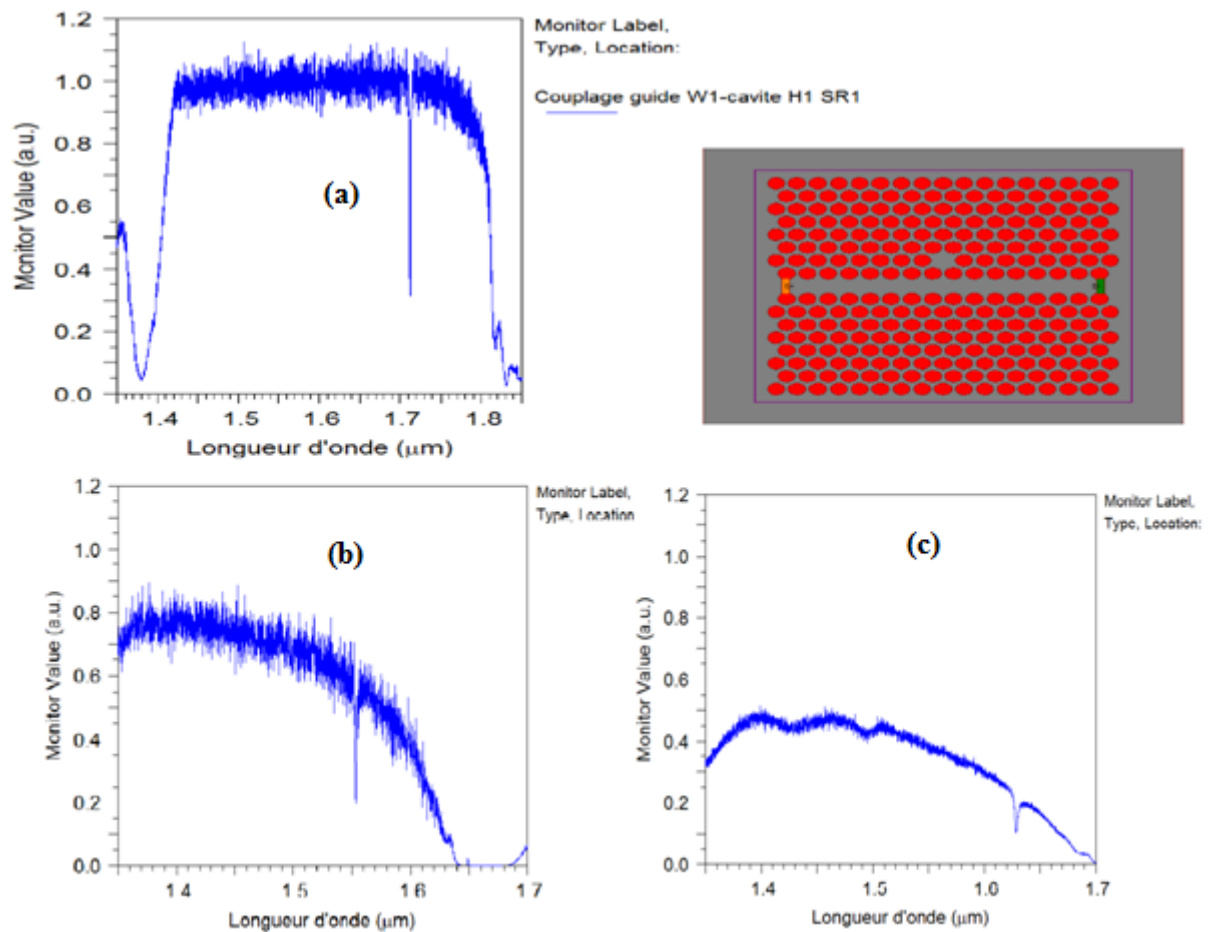 1.2
1.0
0.8
0.6
0.4
0.2
0.0
Monitor Value (a.u.)
(a)
1.4 1.5 1.6 1.7 1.8
Longueur d'onde (µm)
Monitor Label,
Type, Location:
Couplage guide W1-cavite H1 SR1
1.2
1.0
0.8
0.6
0.4
0.2
0.0
Monitor Value (a.u.)
(b)
1.4 1.5 1.6 1.7
Longueur d'onde (µm)
Monitor Label,
Type, Location
1.2
1.0
0.8
0.6
0.4
0.2
0.0
Monitor Value (a.u.)
(c)
1.4 1.5 1.6 1.7
Longueur d'onde (µm)
Monitor Label,
Type, Location: